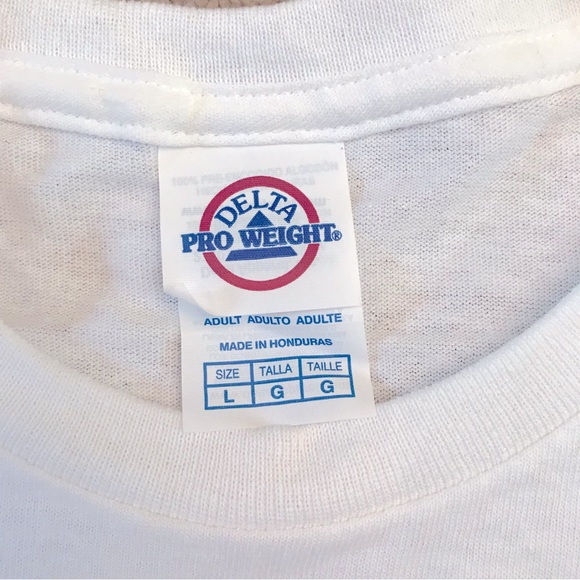 DELTA
PRO WEIGHT®
ADULT ADULTO ADULTE
MADE IN HONDURAS
SIZE TALLA TAILLE
L G G